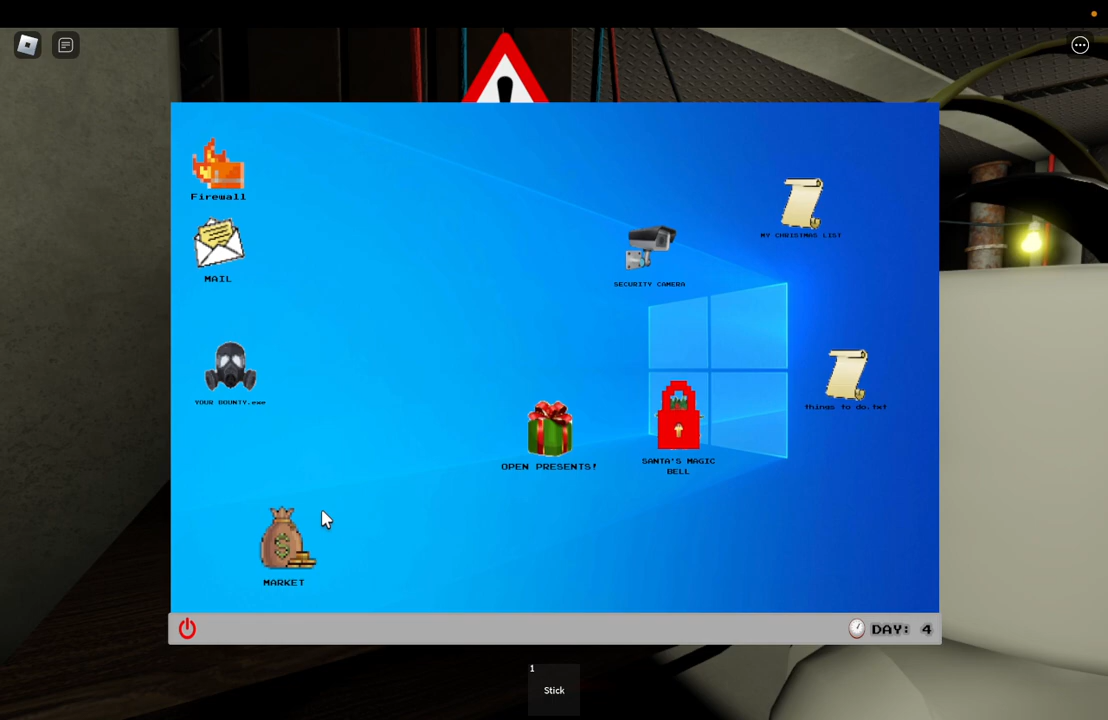 Firewall
MAIL
YOUR BOUNTY.exe
MARKET
OPEN PRESENTS!
SECURITY CAMERA
SANTA'S MAGIC
BELL
MY CHRISTMAS LIST
things to do.txt
DAY: 4
1
Stick